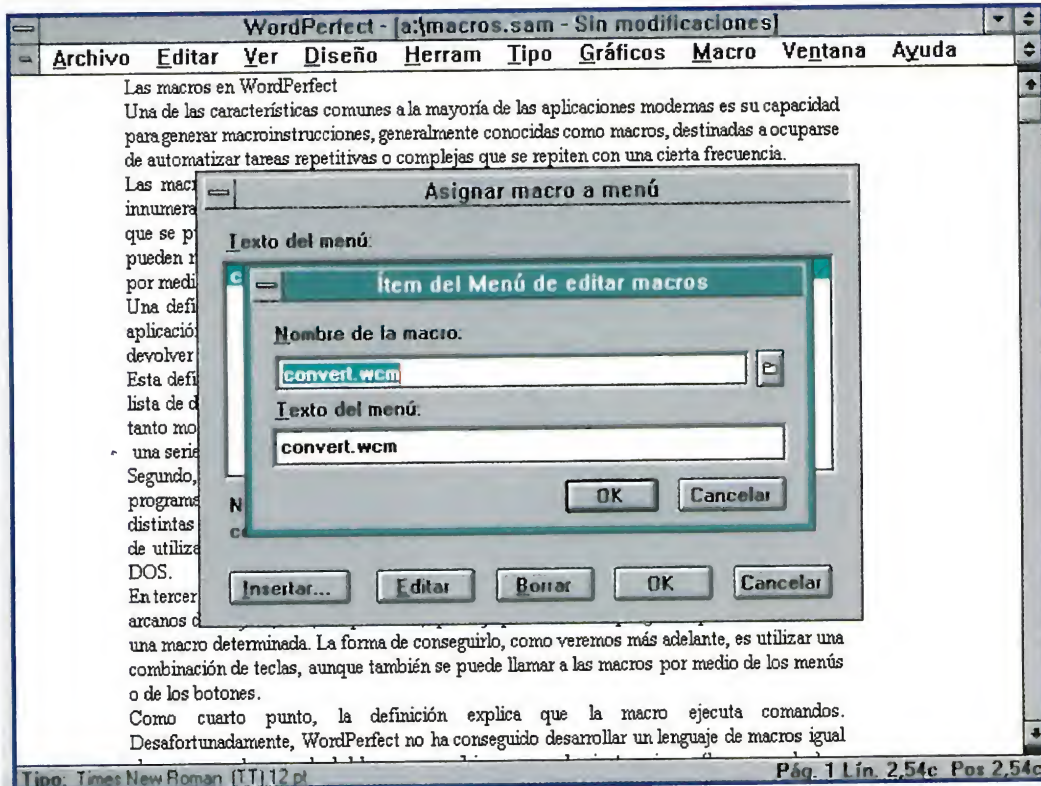 WordPerfect - [a:\macros.sam - Sin modificaciones]
Archivo Editar Ver Diseño Herram Tipo Gráficos Macro Ventana Ayuda
Las macros en WordPerfect
Una de las características comunes a la mayoría de las aplicaciones modernas es su capacidad
para generar macroinstrucciones, generalmente conocidas como macros, destinadas a ocuparse
de automatizar tareas repetitivas o complejas que se repiten con una cierta frecuencia.
Las macr
innumera
que se p
pueden r
por medi
Una defi
aplicació
devolver
Esta defi
lista de d
tanto mo
una serie
Segundo,
programa
distintas
de utiliza
DOS.
En tercer
arcanos d
Asignar macro a menú
Texto del menú:
Ítem del Menú de editar macros
Nombre de la macro:
convert.wcm
Texto del menú:
convert.wcm
OK Cancelar
N
Insertar... Editar Borrar OK Cancelar
una macro determinada. La forma de conseguirlo, como veremos más adelante, es utilizar una
combinación de teclas, aunque también se puede llamar a las macros por medio de los menús
o de los botones.
Como cuarto punto, la definición explica que la macro ejecuta comandos.
Desafortunadamente, WordPerfect no ha conseguido desarrollar un lenguaje de macros igual
Tipo: Times New Roman (TT) 12 pt Pág. 1 Lín. 2,54c Pos 2,54c